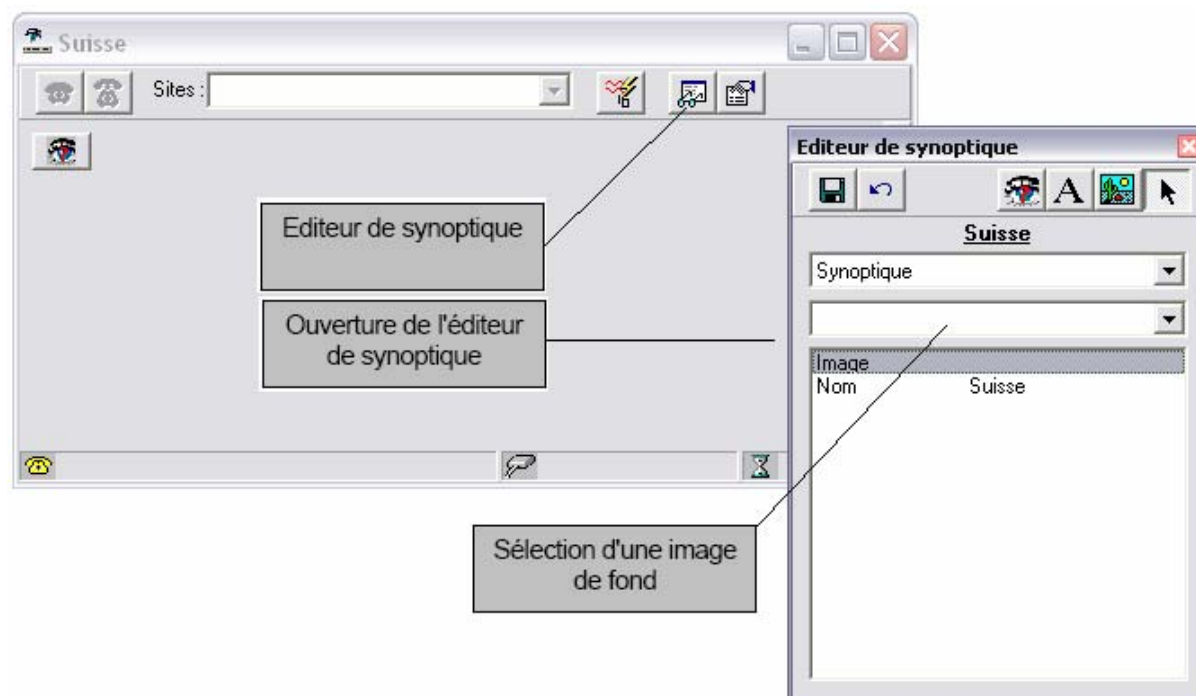 Suisse
Sites :
Editeur de synoptique
Editeur de synoptique
A
Suisse
Synoptique
Ouverture de l'éditeur
de synoptique
Image
Nom Suisse
Sélection d'une image
de fond